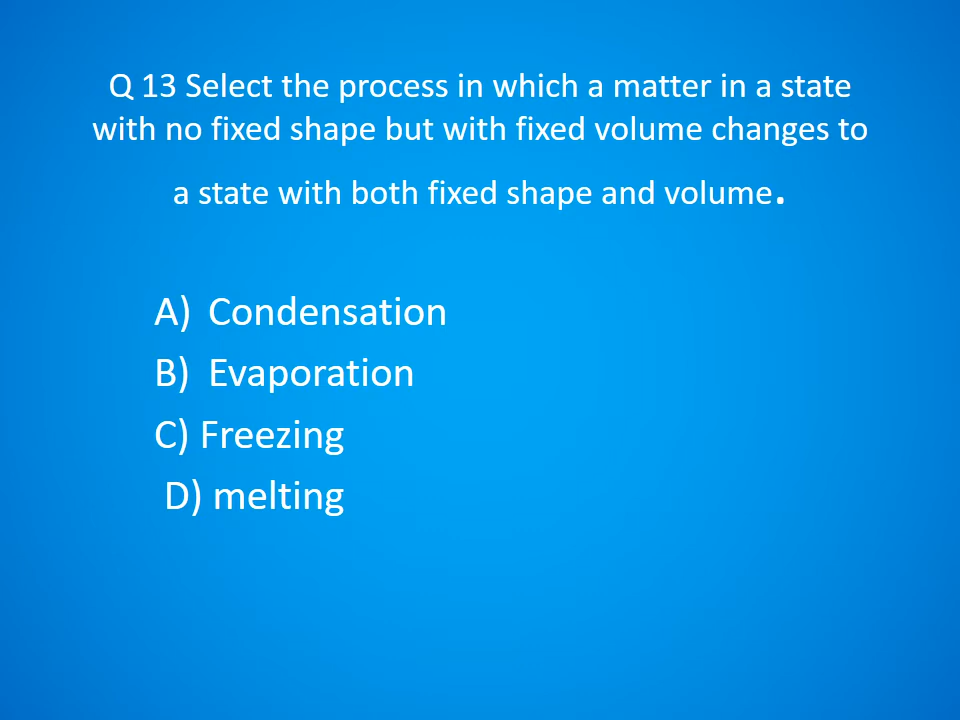 Q 13 Select the process in which a matter in a state
with no fixed shape but with fixed volume changes to
a state with both fixed shape and volume.
A) Condensation
B) Evaporation
C) Freezing
D) melting